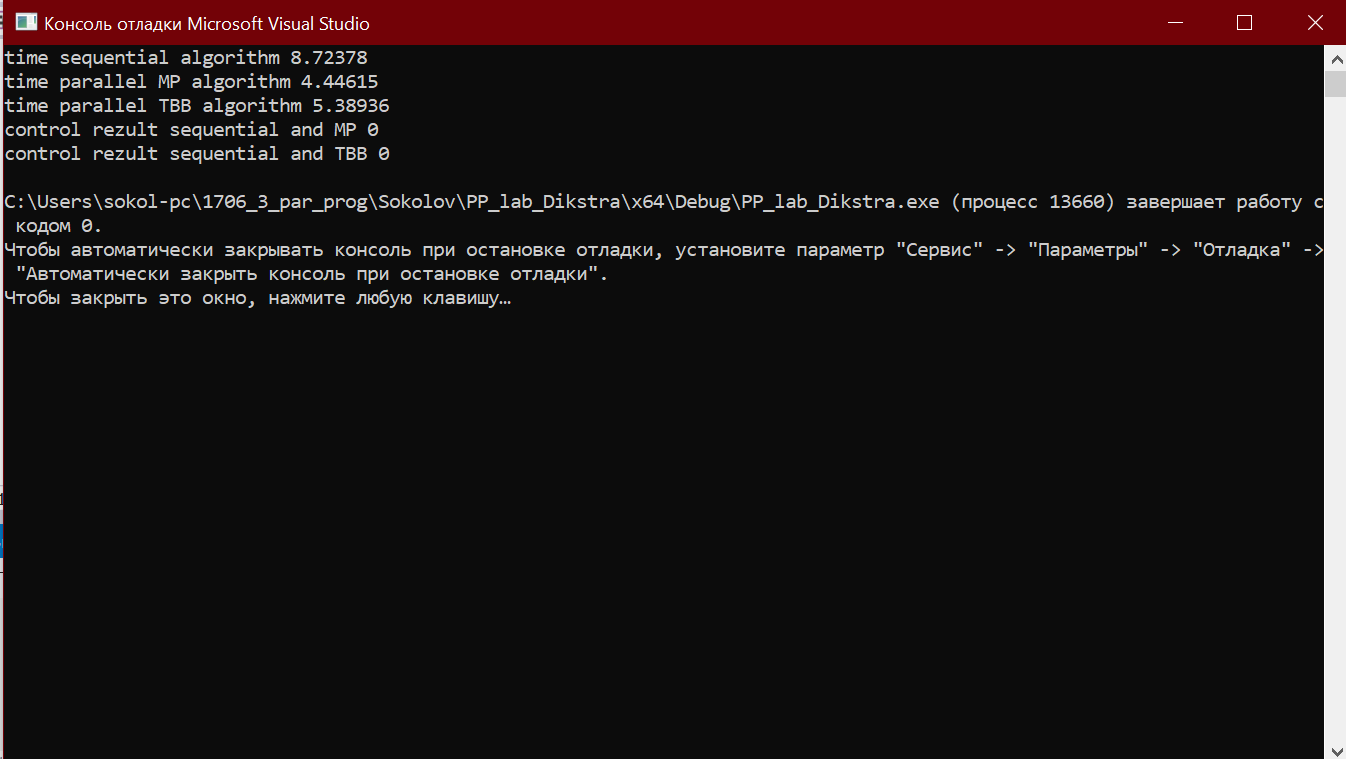 Консоль отладки Microsoft Visual Studio
time sequential algorithm 8.72378
time parallel MP algorithm 4.44615
time parallel TBB algorithm 5.38936
control rezult sequential and MP 0
control rezult sequential and TBB 0
C:\Users\sokol-pc\1706_3_par_prog\Sokolov\PP_lab_Dikstra\x64\Debug\PP_lab_Dikstra.exe (процесс 13660) завершает работу с
кодом 0.
Чтобы автоматически закрывать консоль при остановке отладки, установите параметр "Сервис" -> "Параметры" -> "Отладка" ->
"Автоматически закрыть консоль при остановке отладки".
Чтобы закрыть это окно, нажмите любую клавишу…